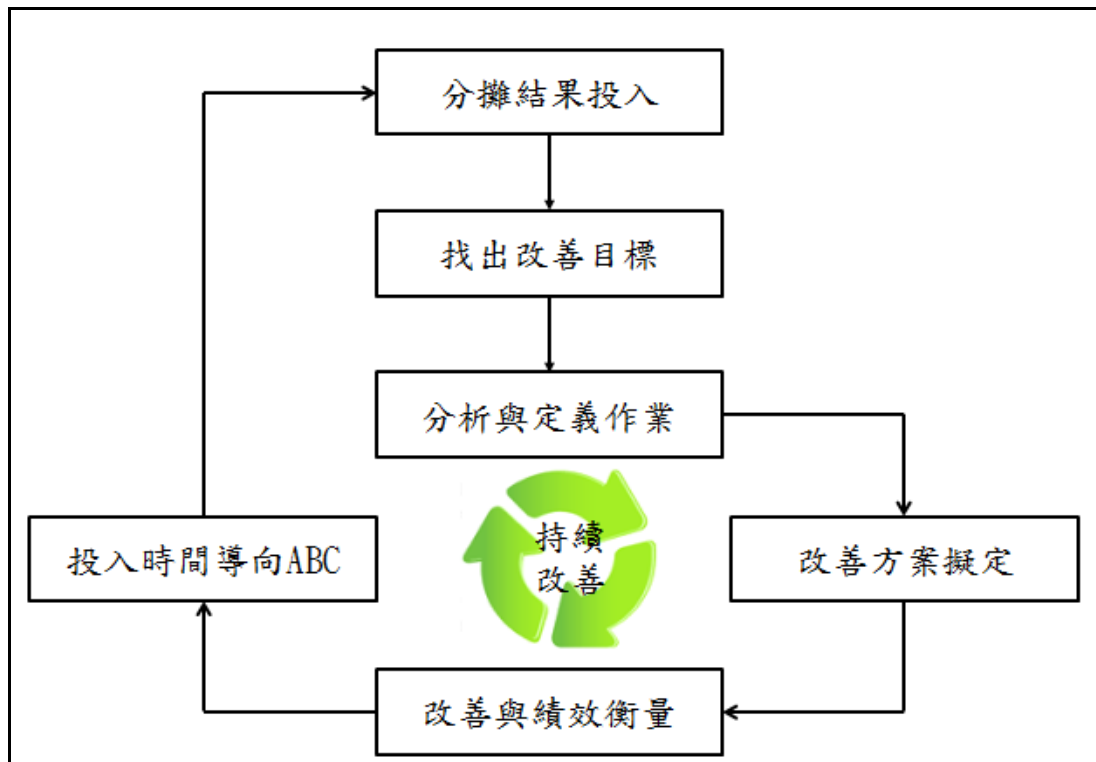 分攤結果投入
找出改善目標
分析與定義作業
持續
改善
投入時間導向ABC
改善方案擬定
改善與績效衡量